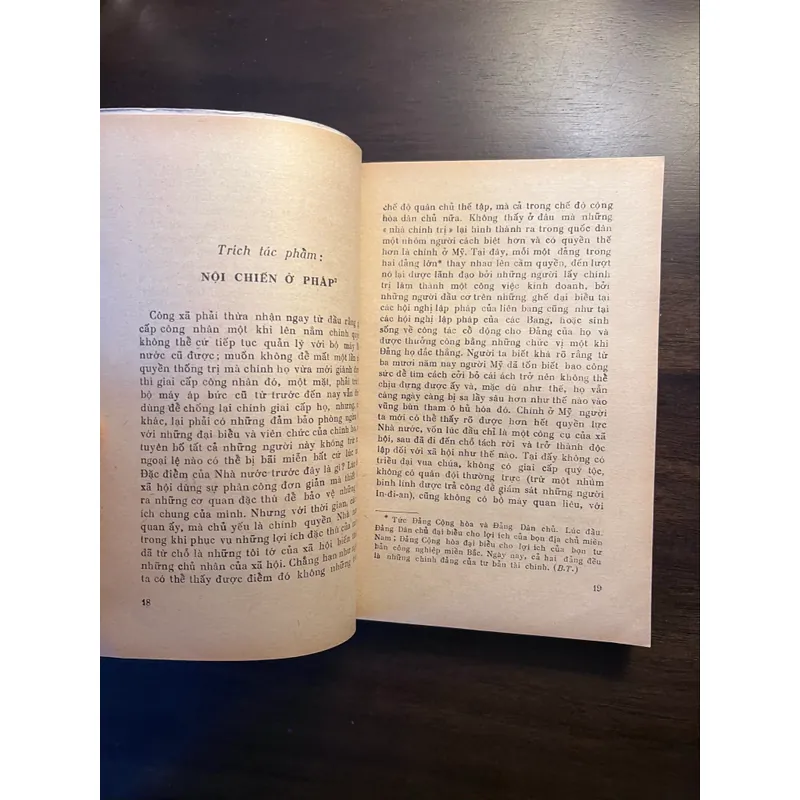 Trích tác phẩm:
NỘI CHIẾN Ở PHÁP²
Công xã phải thừa nhận ngay từ đầu rằng
cấp công nhân một khi lên nắm chính quy
không thể cứ tiếp tục quản lý với bộ máy
nước cũ được; muốn không để mất một lần
quyền thống trị mà chính họ vừa mới giành đ
thì giai cấp công nhân đó, một mặt, phải
bộ máy áp bức cũ từ trước đến nay vẫn
dùng để chống lại chính giai cấp họ, nhưng,
khác, lại phải có những đảm bảo phòng ng
với những đại biểu và viên chức của chính
tuyên bố tất cả những người này không trừ
ngoại lệ nào có thể bị bãi miễn bất cứ lúc
Đặc điểm của Nhà nước trước đây là gì? Lúc
xã hội dùng sự phân công đơn giản mà thiết
ra những cơ quan đặc thù để bảo vệ những
ích chung của mình. Nhưng với thời gian, cá
quan ấy, mà chủ yếu là chính quyền Nhà
trong khi phục vụ những lợi ích đặc thù của
đã từ chỗ là những tôi tớ của xã hội biến
những chủ nhân của xã hội. Chẳng hạn như
ta có thể thấy được điểm đó không những
18
chế độ quân chủ thế tập, mà cả trong chế độ cộng
hòa dân chủ nữa. Không thấy ở đâu mà những
«nhà chính trị» lại hình thành ra trong quốc dân
một nhóm người cách biệt hơn và có quyền thế
hơn là chính ở Mỹ. Tại đây, mỗi một đảng trong
hai đảng lớn* thay nhau lên cầm quyền, đến lượt
nó lại được lãnh đạo bởi những người lấy chính
trị làm thành một công việc kinh doanh, bởi
những người đầu cơ trên những ghế đại biểu tại
các hội nghị lập pháp của liên bang cũng như tại
các hội nghị lập pháp của các Bang, hoặc sinh
sống về công tác cổ động cho Đảng của họ và
được thưởng công bằng những chức vị một khi
Đảng họ đắc thắng. Người ta biết khá rõ rằng từ
ba mươi năm nay người Mỹ đã tốn biết bao công
sức để tìm cách cởi bỏ cái ách trở nên không thể
chịu đựng được ấy và, mặc dù như thế, họ vẫn
càng ngày càng bị sa lầy sâu hơn như thế nào vào
vũng bùn tham ô hủ hóa đó. Chính ở Mỹ người
ta mới có thể thấy rõ được hơn hết quyền lực
Nhà nước, vốn lúc đầu chỉ là một công cụ của xã
hội, sau đã đi đến chỗ tách rời và trở thành độc
lập đối với xã hội như thế nào. Tại đấy không có
triều đại vua chúa, không có giai cấp quý tộc,
không có quân đội thường trực (trừ một nhúm
binh lính được trả công để giám sát những người
In-đi-an), cũng không có bộ máy quan liêu, với
* Tức Đảng Cộng hòa và Đảng Dân chủ. Lúc đầu,
Đảng Dân chủ đại biểu cho lợi ích của bọn địa chủ miền
Nam; Đảng Cộng hòa đại biểu cho lợi ích của bọn tư
bản công nghiệp miền Bắc. Ngày nay, cả hai đảng đều
là những chính đảng của tư bản tài chính. (B.T.)
19